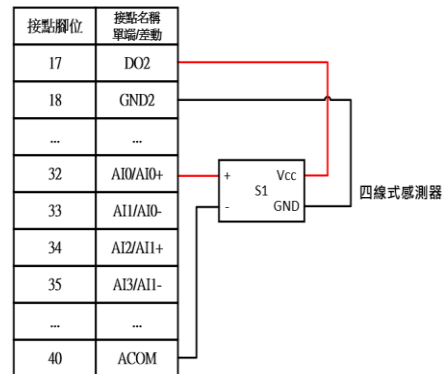 接點腳位 接點名稱
單端/差動
17 DO2
18 GND2
... ...
32 AI0/AI0+
33 AI1/AI0-
34 AI2/AI1+
35 AI3/AI1-
... ...
40 ACOM
+ Vcc
S1
- GND
四線式感測器